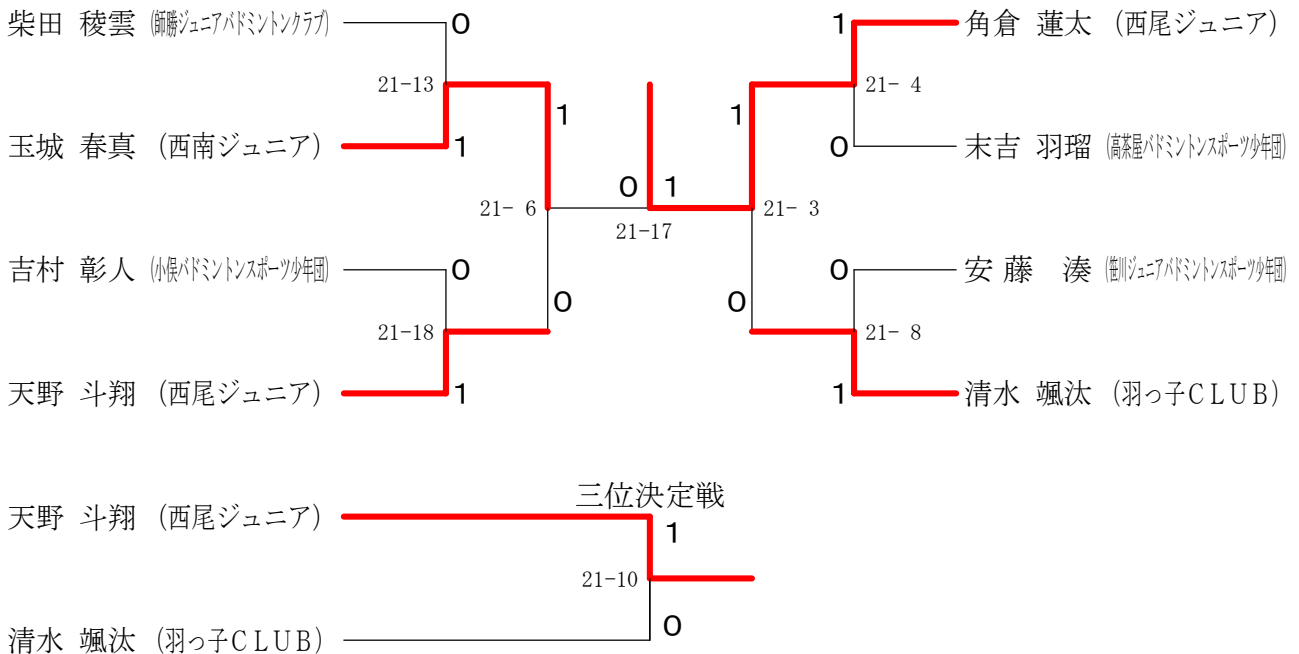 柴田 稜雲 (師勝ジュニアバドミントンクラブ) 0
1 角倉 蓮太 (西尾ジュニア)
21-13
21- 4
1
1
玉城 春真 (西南ジュニア) 1
0 末吉 羽瑠 (高茶屋バドミントンスポーツ少年団)
21- 6
0 1
21- 3
21-17
吉村 彰人 (小俣バドミントンスポーツ少年団) 0
0 安藤 湊 (笹川ジュニアバドミントンスポーツ少年団)
0
0
21-18
21- 8
天野 斗翔 (西尾ジュニア) 1
1 清水 颯汰 (羽っ子CLUB)
三位決定戦
天野 斗翔 (西尾ジュニア)
1
21-10
0
清水 颯汰 (羽っ子CLUB)